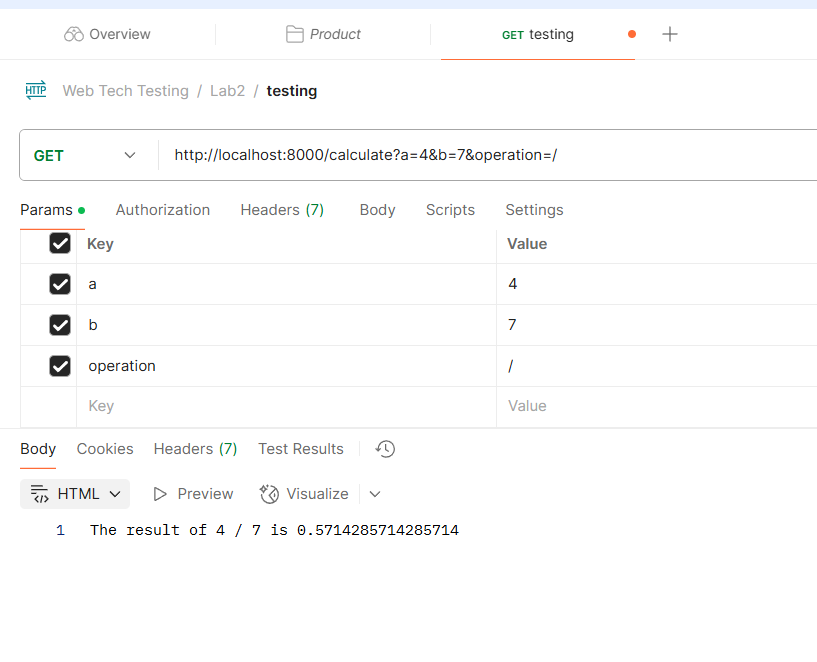 Overview Product GET testing
HTTP Web Tech Testing / Lab2 / testing
GET http://localhost:8000/calculate?a=4&b=7&operation=/
Params Authorization Headers (7) Body Scripts Settings
Key Value
a 4
b 7
operation /
Key Value
Body Cookies Headers (7) Test Results
HTML Preview Visualize
1 The result of 4 / 7 is 0.5714285714285714